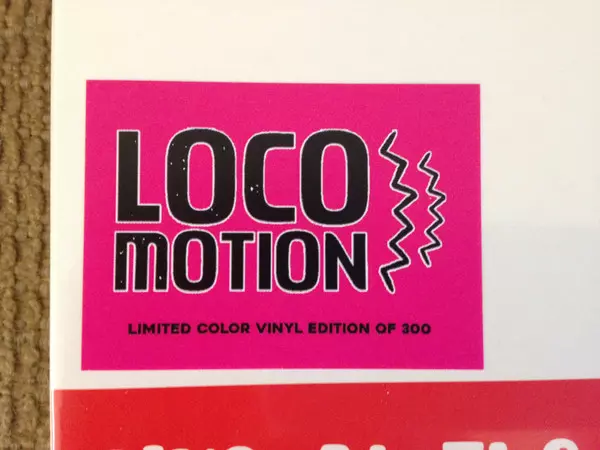 LOCO
MOTION
LIMITED COLOR VINYL EDITION OF 300